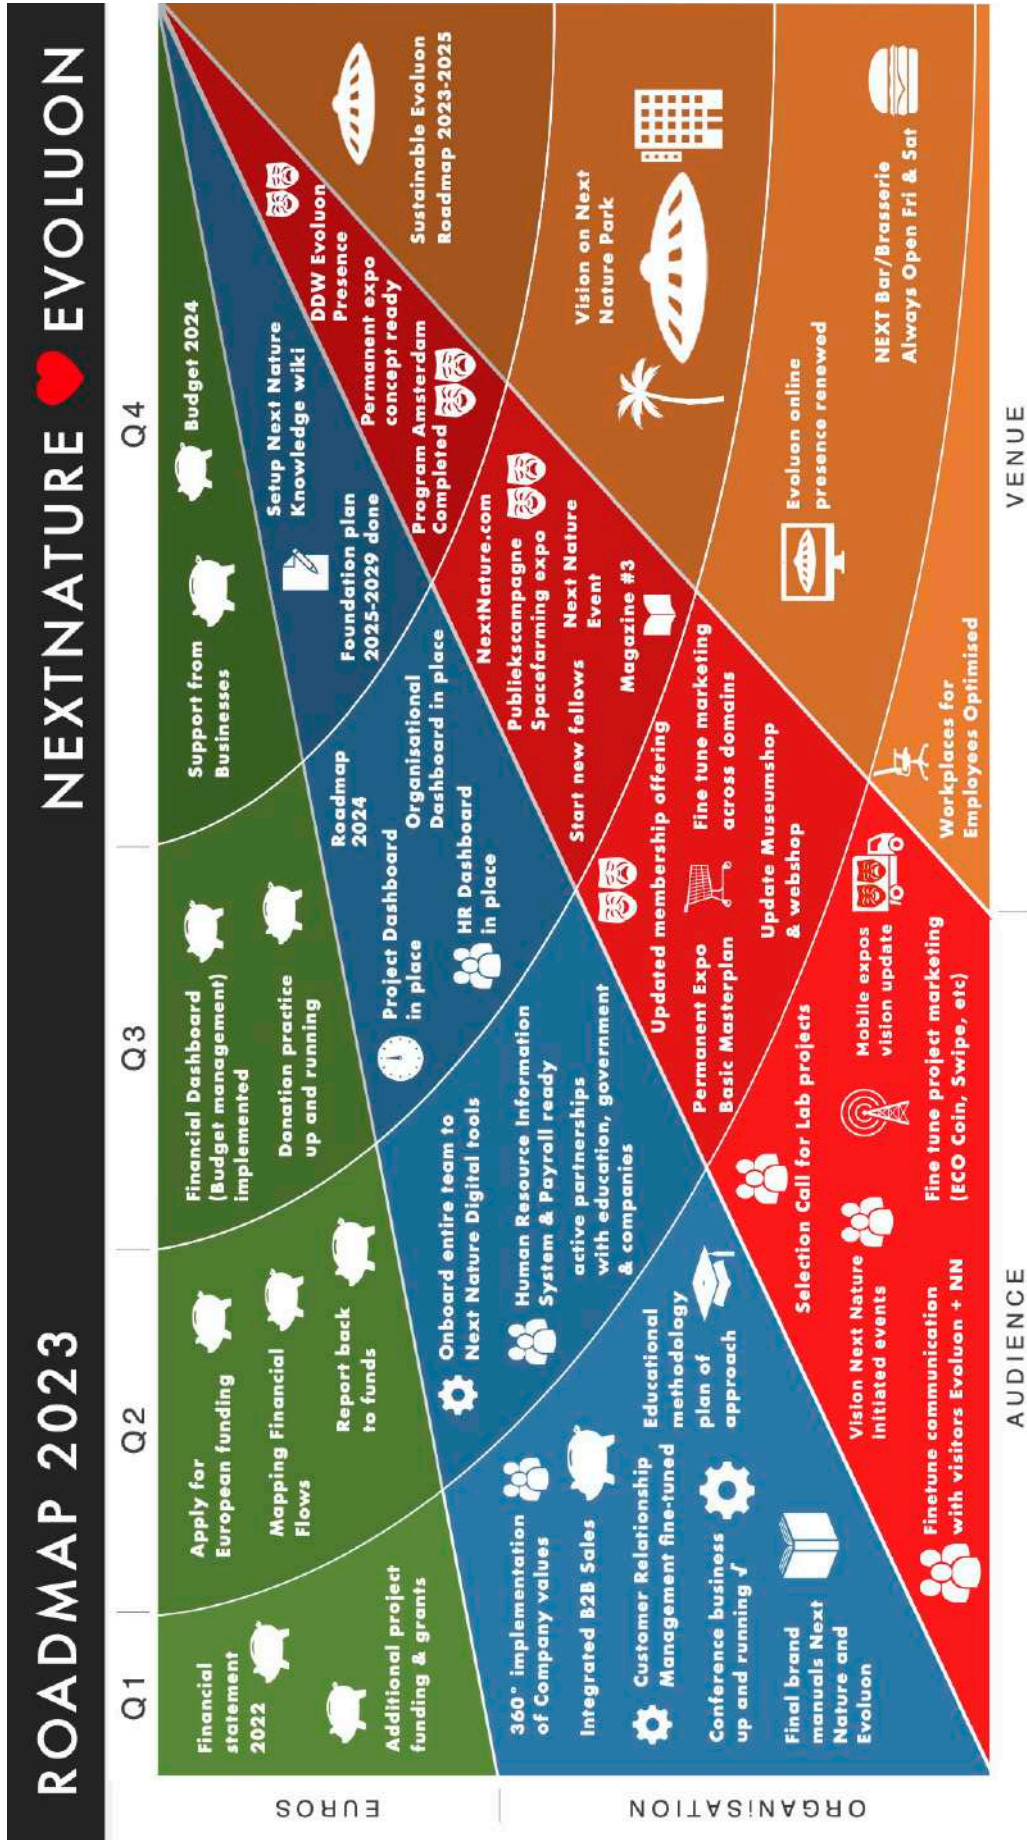 ROADMAP 2023
NEXTNATURE ❤ EVOLUON
Q1
Q2
Q3
Q4
EUROS
Financial
statement
2022
Additional project
funding & grants
Apply for
European funding
Mapping Financial
Flows
Report back
to funds
Financial Dashboard
(Budget management)
implemented
Donation practice
up and running
Support from
Businesses
Budget 2024
ORGANiSATION
360° implementation
of Company values
Integrated B2B Sales
Customer Relationship
Management fine-tuned
Conference business
up and running √
Final brand
manuals Next
Nature and
Evoluon
Educational
methodology
plan of
approach
Onboard entire team to
Next Nature Digital tools
Human Resource Information
System & Payroll ready
active partnerships
with education, government
& companies
Project Dashboard
in place
HR Dashboard
in place
Roadmap
2024
Organisational
Dashboard in place
Foundation plan
2025-2029 done
Setup Next Nature
Knowledge wiki
AUDIENCE
Finetune communication
with visitors Evoluon + NN
Vision Next Nature
initiated events
Selection Call for Lab projects
Fine tune project marketing
(ECO Coin, Swipe, etc)
Mobile expos
vision update
Permanent Expo
Basic Masterplan
Updated membership offering
Update Museumshop
& webshop
Fine tune marketing
across domains
Start new fellows
Magazine #3
Next Nature
Event
NextNature.com
Publiekscampagne
Spacefarming expo
Program Amsterdam
Completed
Permanent expo
concept ready
DDW Evoluon
Presence
VENUE
Workplaces for
Employees Optimised
Evoluon online
presence renewed
NEXT Bar/Brasserie
Always Open Fri & Sat
Vision on Next
Nature Park
Sustainable Evoluon
Roadmap 2023-2025